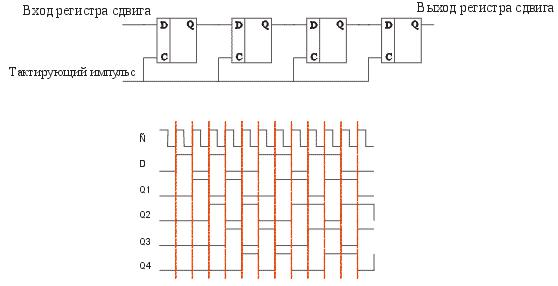 Вход регистра сдвига
Выход регистра сдвига
D Q D Q D Q D Q
C C C C
Тактирующий импульс
Ñ
D
Q1
Q2
Q3
Q4